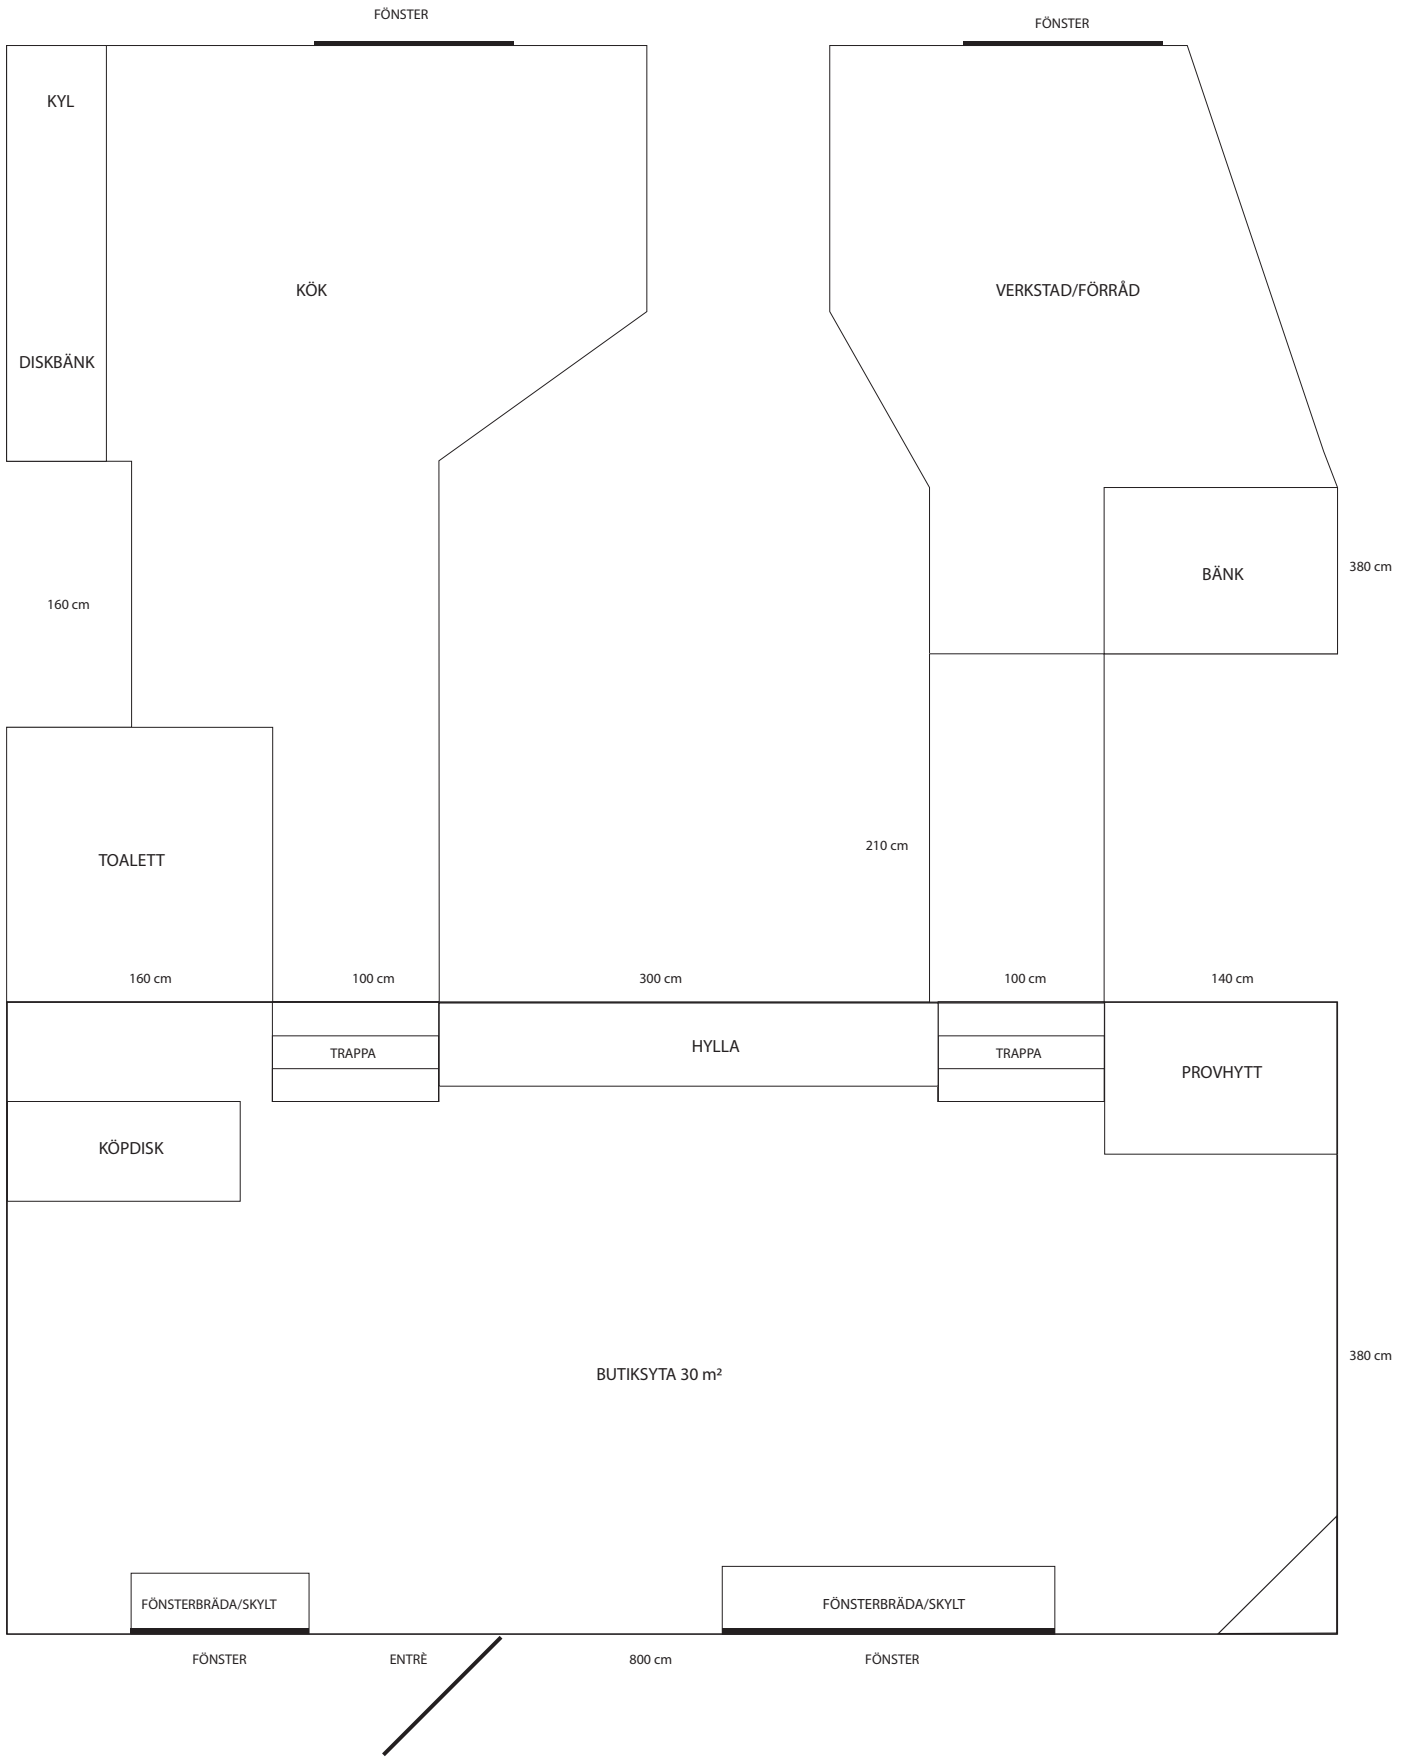 FÖNSTER
FÖNSTER
KYL
KÖK
VERKSTAD/FÖRRÅD
DISKBÄNK
BÄNK
380 cm
160 cm
210 cm
TOALETT
160 cm
100 cm
300 cm
100 cm
140 cm
TRAPPA
HYLLA
TRAPPA
PROVHYTT
KÖPDISK
BUTIKSYTA 30 m²
380 cm
FÖNSTERBRÄDA/SKYLT
FÖNSTERBRÄDA/SKYLT
FÖNSTER
ENTRÈ
800 cm
FÖNSTER